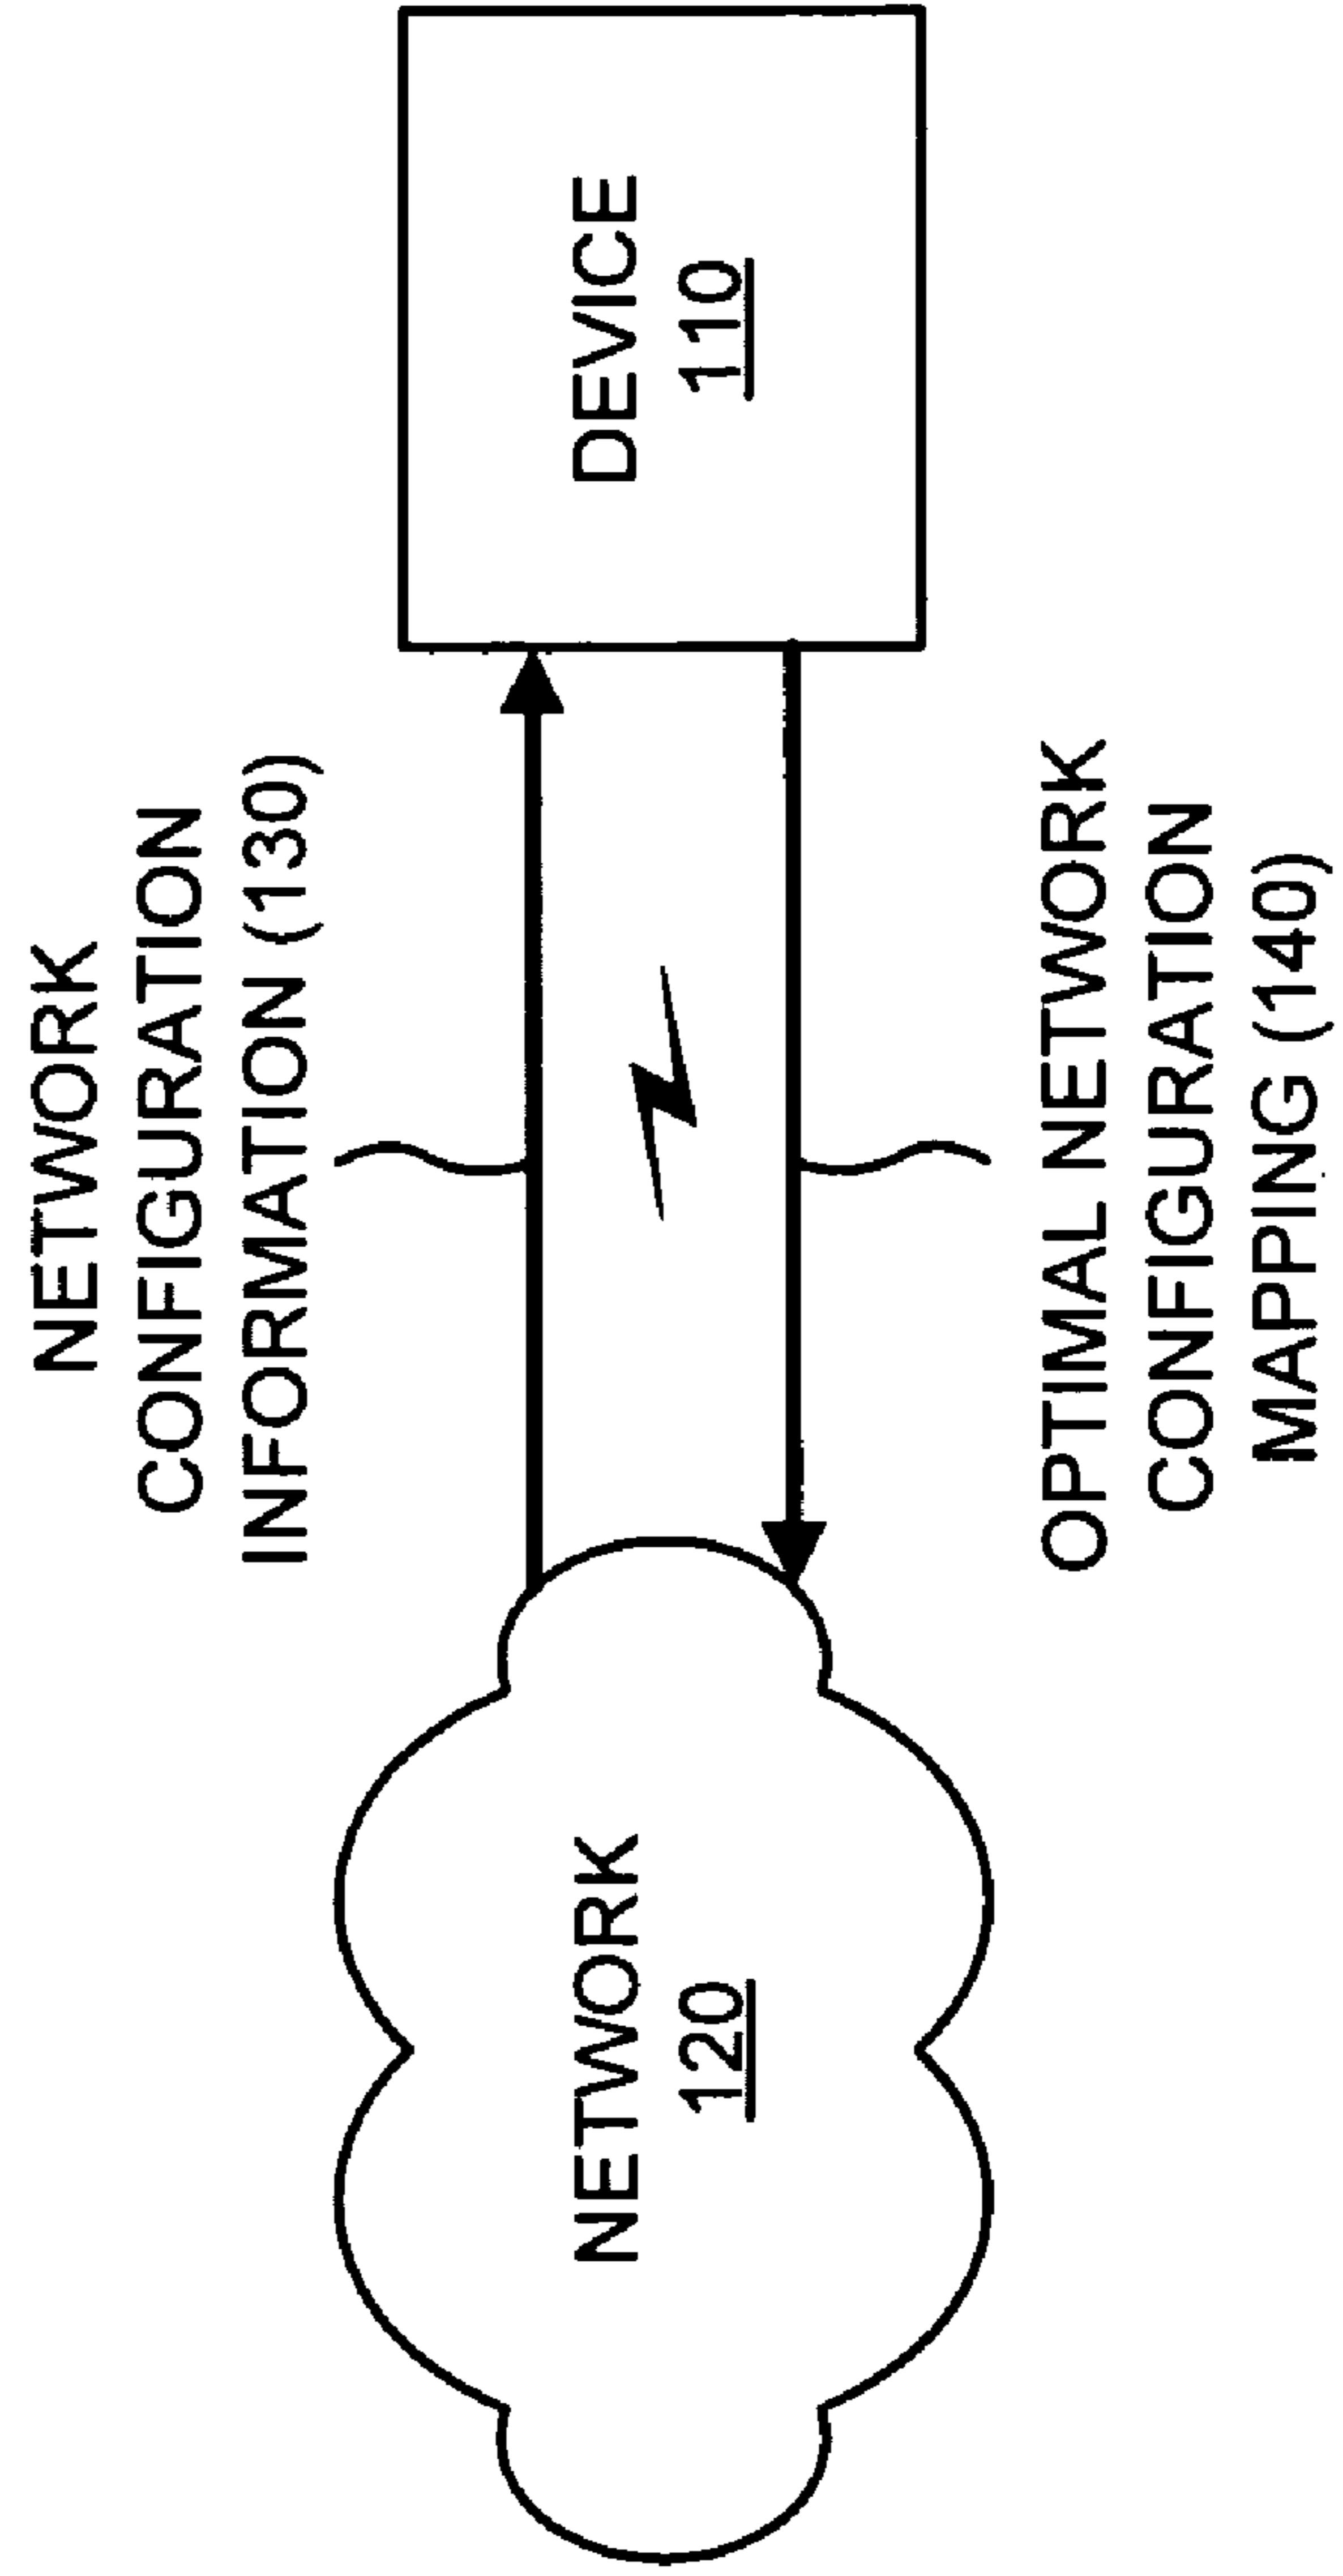 NETWORK
CONFIGURATION
INFORMATION (130)
NETWORK
120
DEVICE
110
OPTIMAL NETWORK
CONFIGURATION
MAPPING (140)